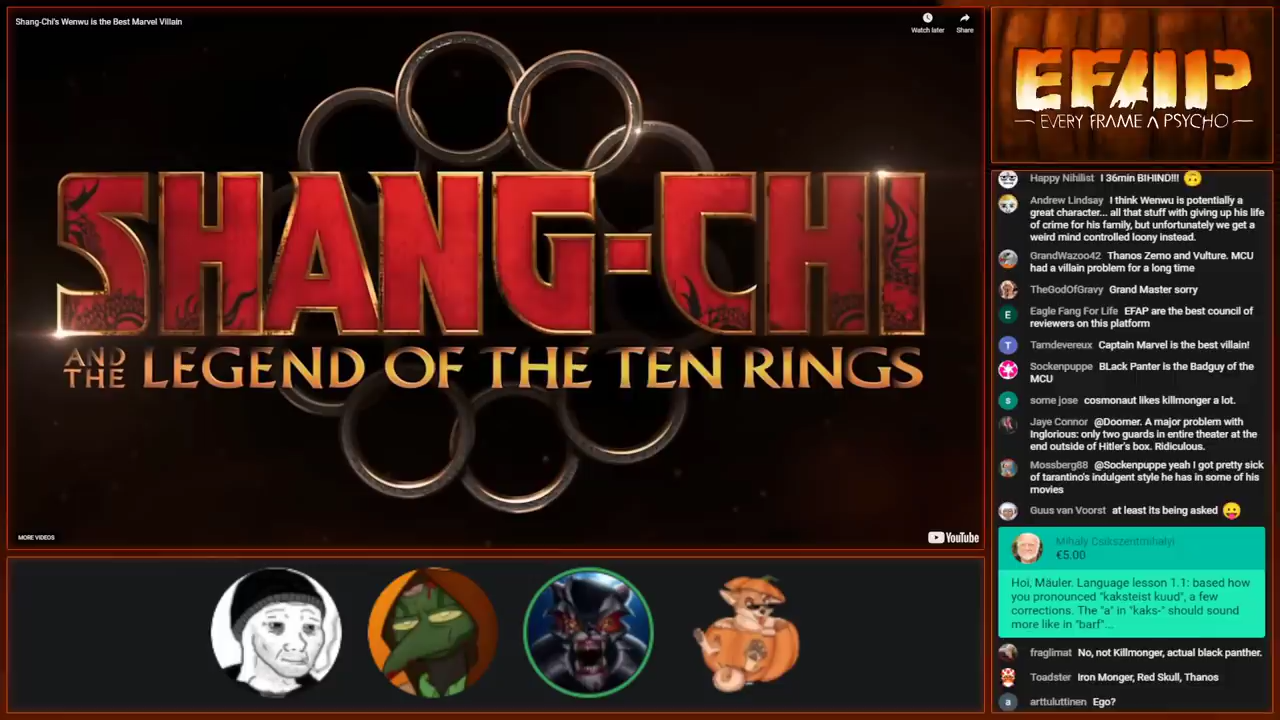 Shang-Chi's Wenwu is the Best Marvel Villain
Watch later
Share
SHANG-CHI
AND THE LEGEND OF THE TEN RINGS
MORE VIDEOS
YouTube
EFAP
EVERY FRAME A PSYCHO
Happy Nihilist I 36min BIHIND!!! 🙃
Andrew Lindsay I think Wenwu is potentially a
great character... all that stuff with giving up his life
of crime for his family, but unfortunately we get a
weird mind controlled loony instead.
GrandWazoo42 Thanos Zemo and Vulture. MCU
had a villain problem for a long time
TheGodOfGravy Grand Master sorry
E
Eagle Fang For Life EFAP are the best council of
reviewers on this platform
T
Tamdevereux Captain Marvel is the best villain!
Sockenpuppe BLack Panter is the Badguy of the
MCU
s
some jose cosmonaut likes killmonger a lot.
Jaye Connor @Doomer. A major problem with
Inglorious: only two guards in entire theater at the
end outside of Hitler's box. Ridiculous.
Mossberg88 @Sockenpuppe yeah I got pretty sick
of tarantino's indulgent style he has in some of his
movies
Guus van Voorst at least its being asked 😛
Mihaly Csikszentmihalyi
€5.00
Hoi, Mäuler. Language lesson 1.1: based how
you pronounced "kaksteist kuud", a few
corrections. The "a" in "kaks-" should sound
more like in "barf"...
fraglimat No, not Killmonger, actual black panther.
Toadster Iron Monger, Red Skull, Thanos
a
arttuluttinen Ego?